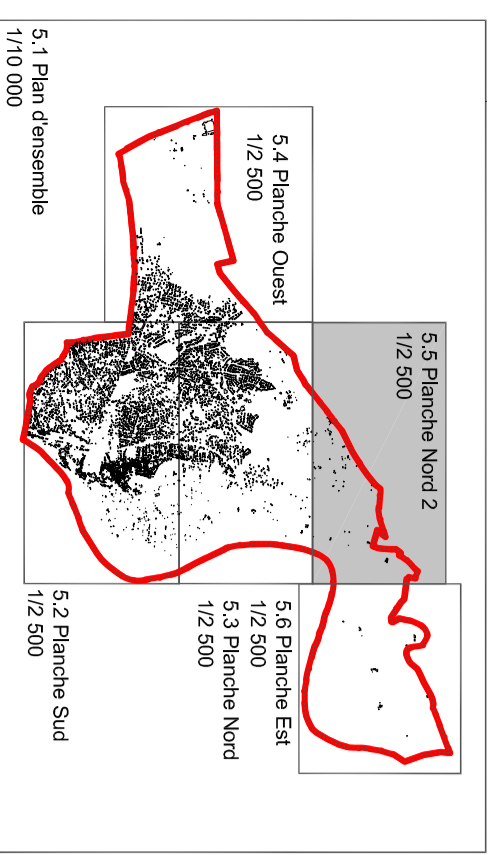 5.5 Planche Nord 2
1/2 500
5.4 Planche Ouest
1/2 500
5.6 Planche Est
1/2 500
5.3 Planche Nord
1/2 500
5.2 Planche Sud
1/2 500
5.1 Plan d'ensemble
1/10 000